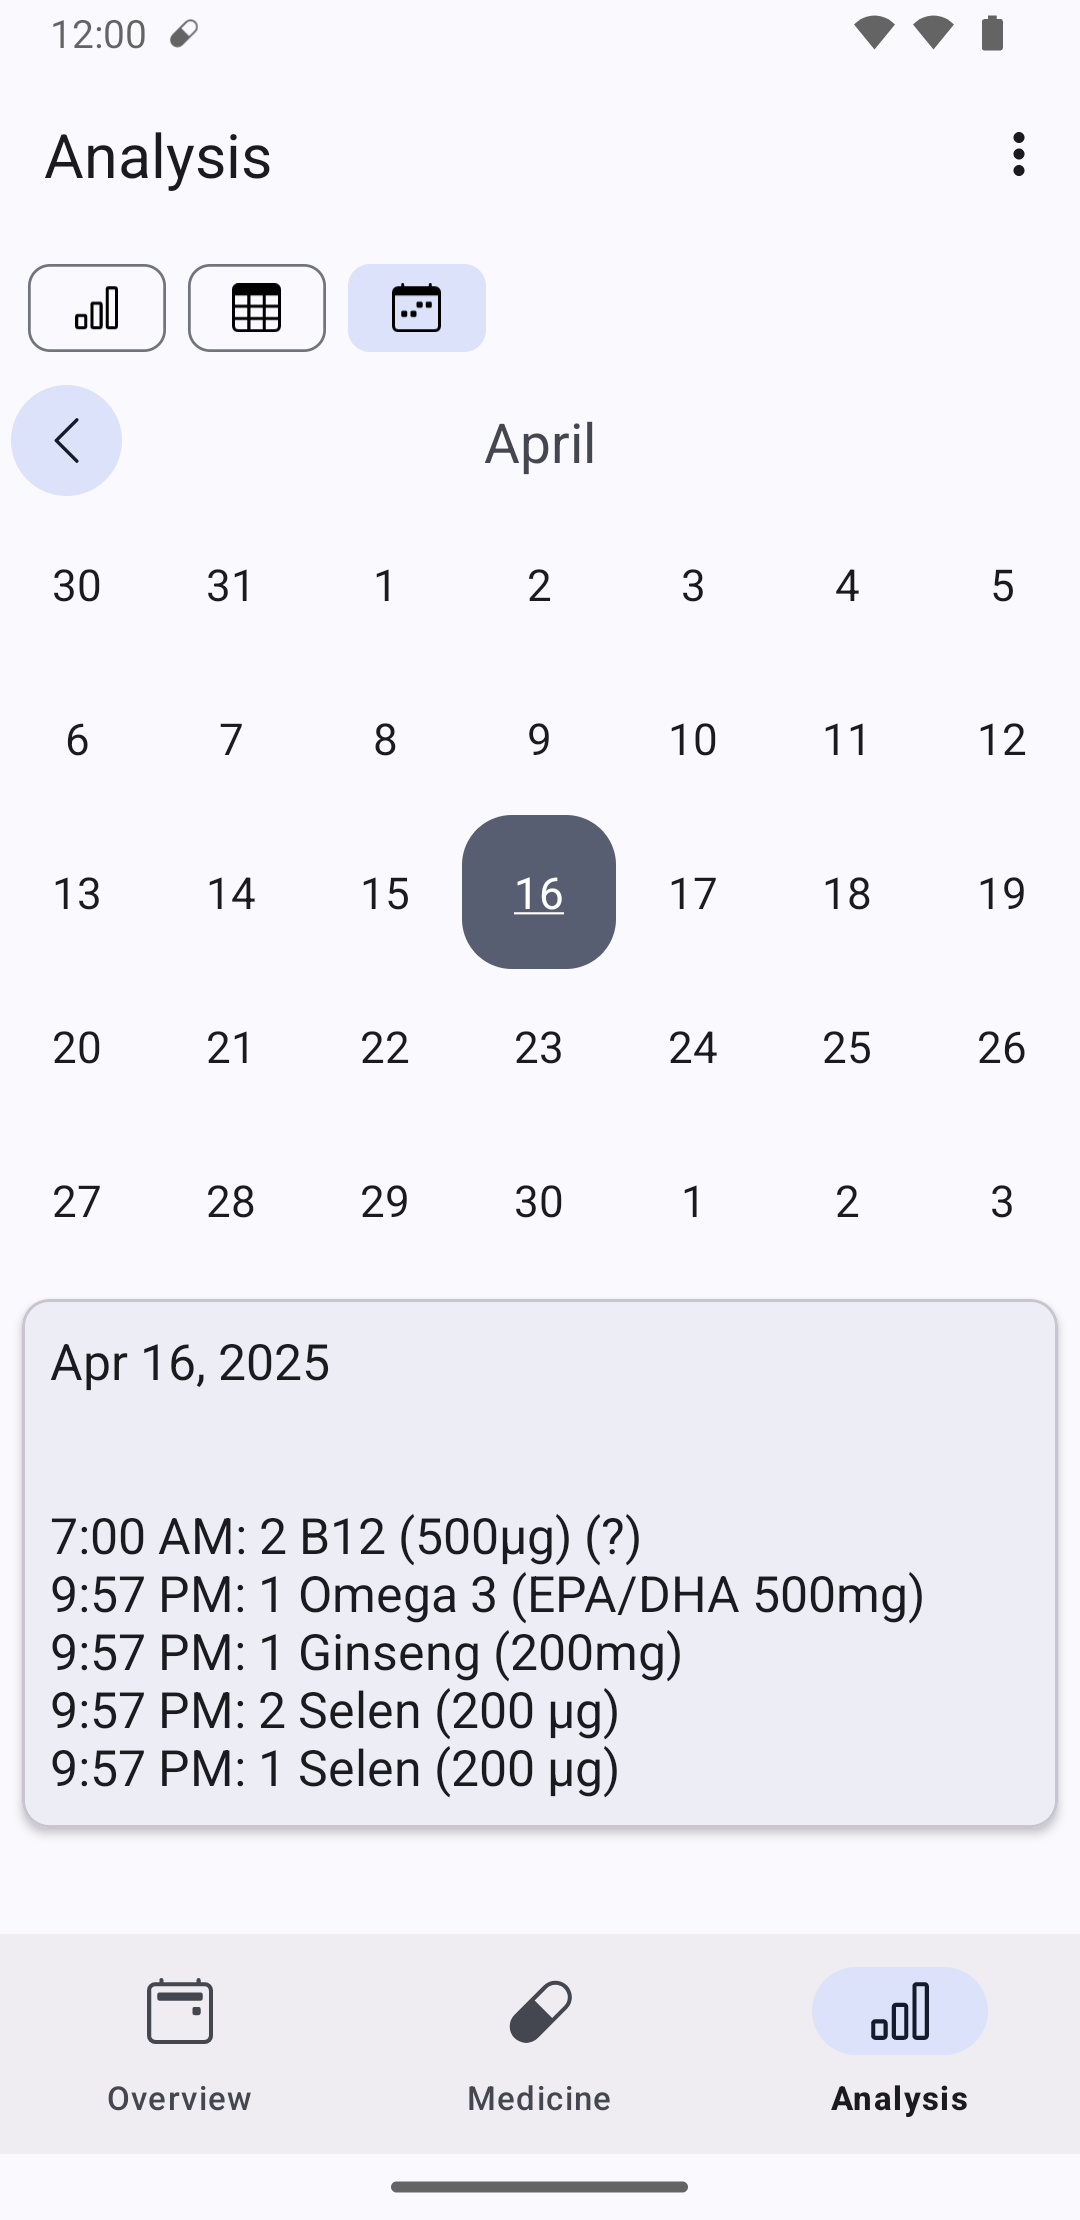 12:00
Analysis
April
30 31 1 2 3 4 5
6 7 8 9 10 11 12
13 14 15 16 17 18 19
20 21 22 23 24 25 26
27 28 29 30 1 2 3
Apr 16, 2025
7:00 AM: 2 B12 (500µg) (?)
9:57 PM: 1 Omega 3 (EPA/DHA 500mg)
9:57 PM: 1 Ginseng (200mg)
9:57 PM: 2 Selen (200 µg)
9:57 PM: 1 Selen (200 µg)
Overview Medicine Analysis